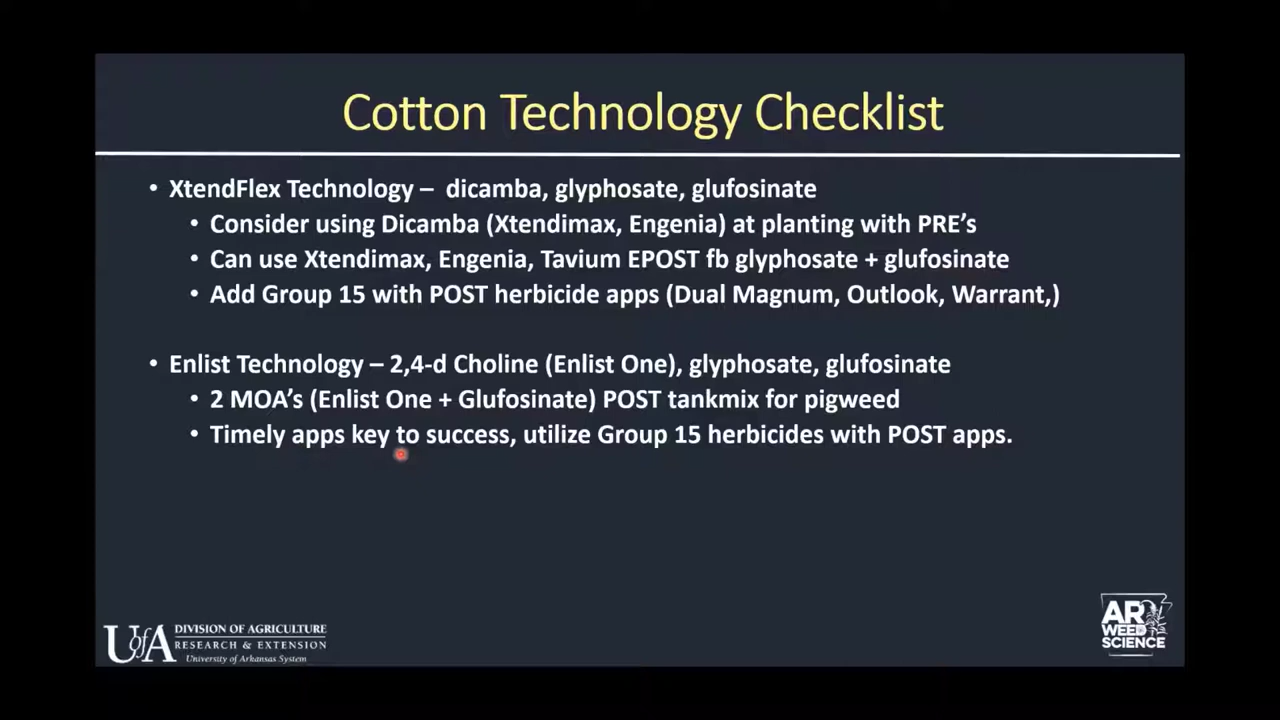 Cotton Technology Checklist
• XtendFlex Technology – dicamba, glyphosate, glufosinate
• Consider using Dicamba (Xtendimax, Engenia) at planting with PRE's
• Can use Xtendimax, Engenia, Tavium EPOST fb glyphosate + glufosinate
• Add Group 15 with POST herbicide apps (Dual Magnum, Outlook, Warrant,)
• Enlist Technology – 2,4-d Choline (Enlist One), glyphosate, glufosinate
• 2 MOA's (Enlist One + Glufosinate) POST tankmix for pigweed
• Timely apps key to success, utilize Group 15 herbicides with POST apps.
UofA
DIVISION OF AGRICULTURE
RESEARCH & EXTENSION
University of Arkansas System
AR
WEED
SCIENCE